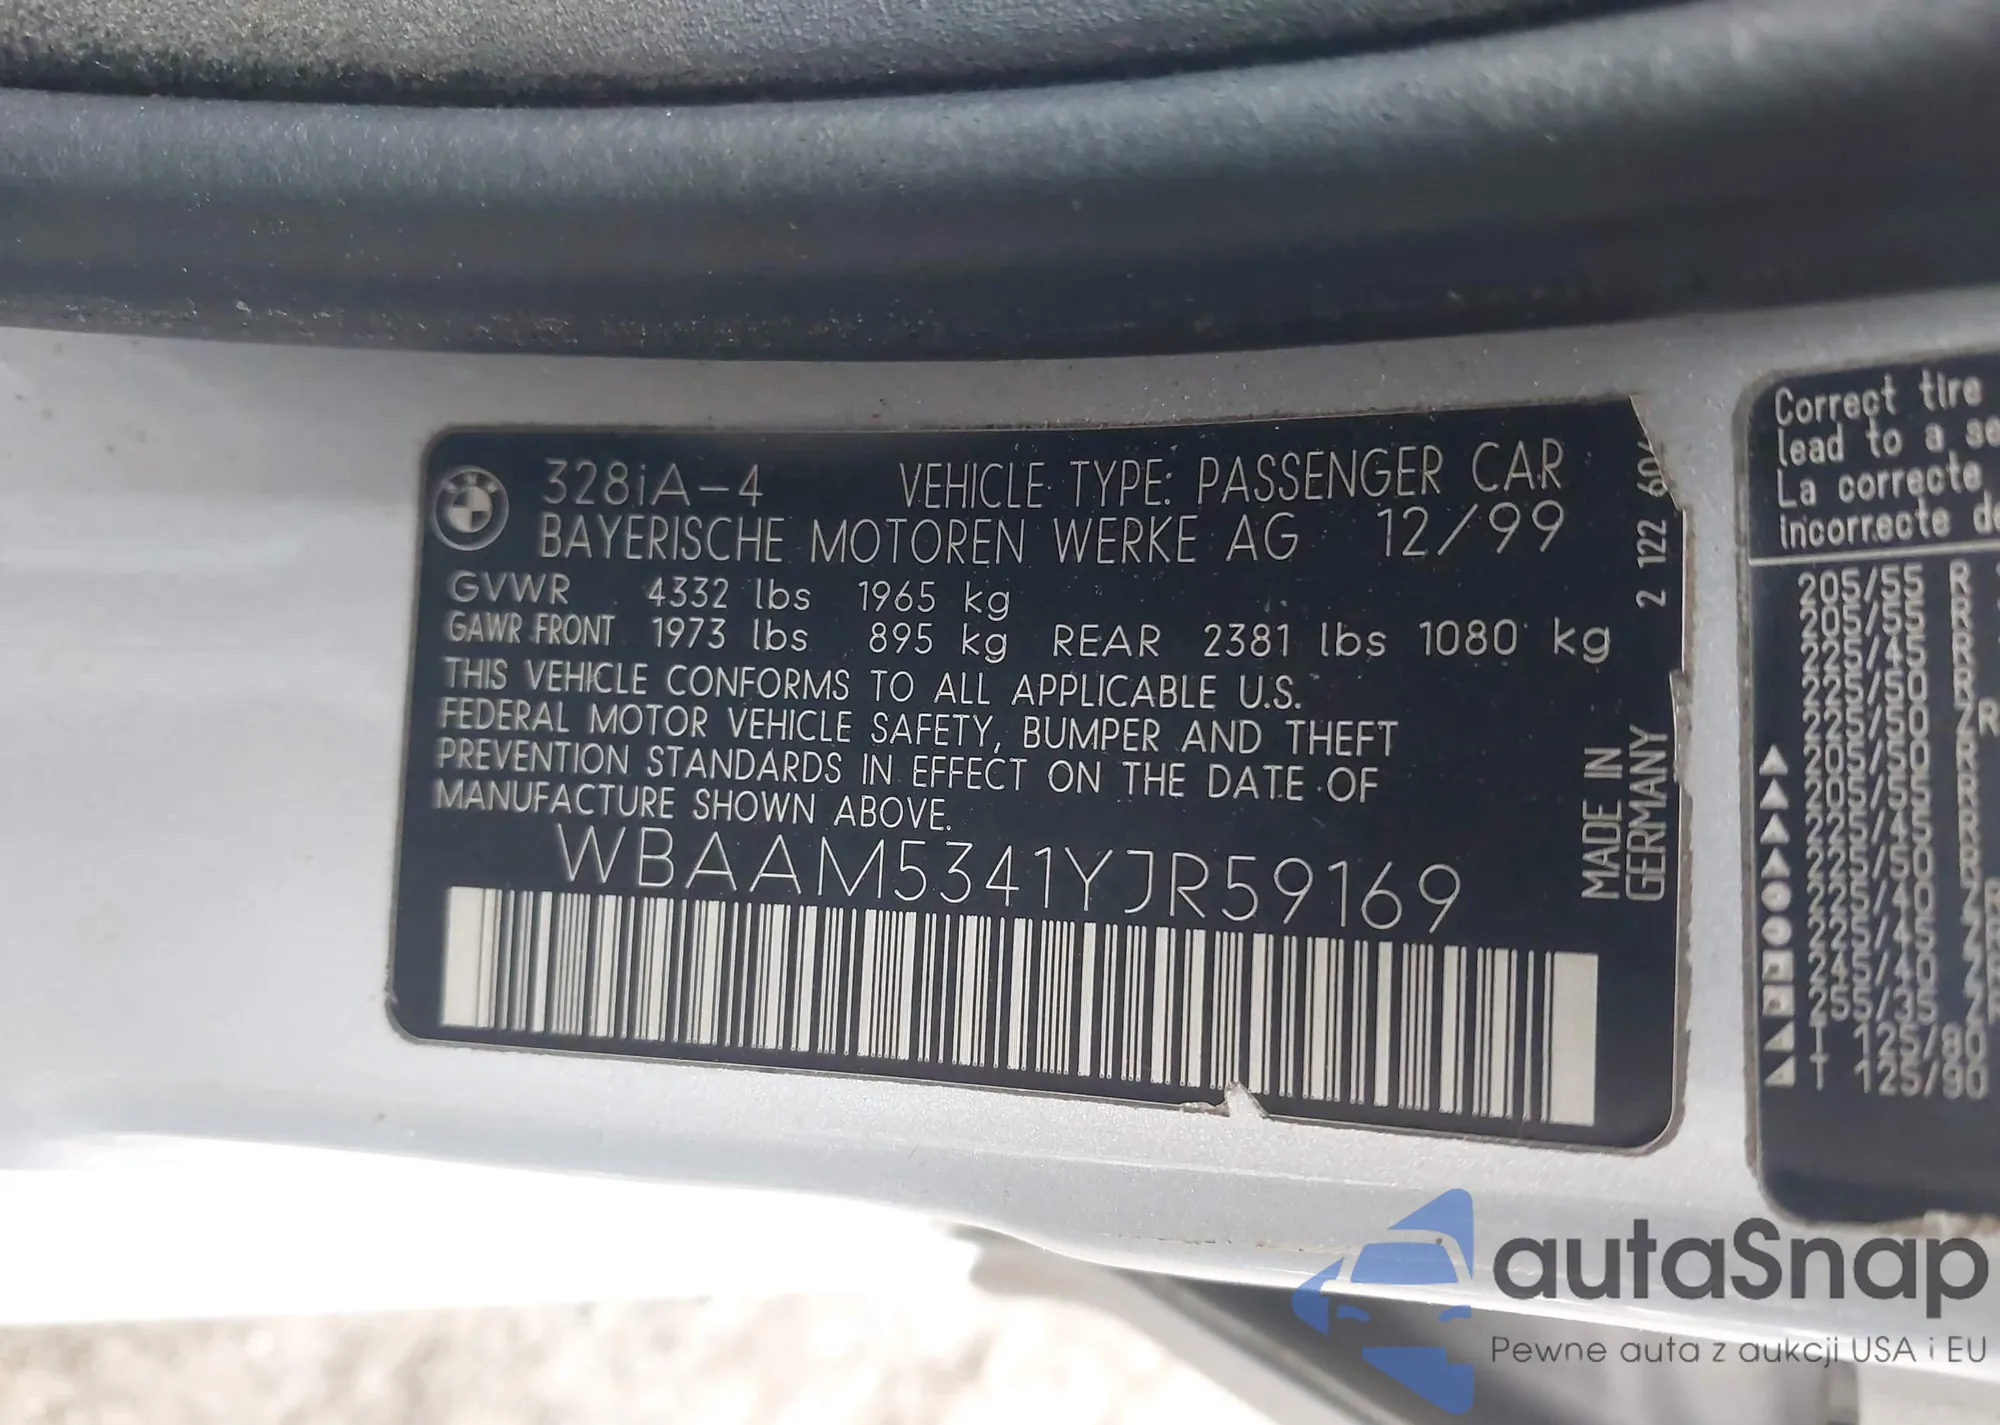 328iA-4 VEHICLE TYPE: PASSENGER CAR
BAYERISCHE MOTOREN WERKE AG 12/99
GVWR 4332 lbs 1965 kg
GAWR FRONT 1973 lbs 895 kg REAR 2381 lbs 1080 kg
THIS VEHICLE CONFORMS TO ALL APPLICABLE U.S.
FEDERAL MOTOR VEHICLE SAFETY, BUMPER AND THEFT
PREVENTION STANDARDS IN EFFECT ON THE DATE OF
MANUFACTURE SHOWN ABOVE.
WBAAM5341YJR59169
2 122
MADE IN
GERMANY
Correct tire
lead to a
La correcte
incorrecte
205/55 R
205/55 R
225/45 R
225/50 R
225/50 ZR
205/50 R
205/55 R
225/45 R
225/50 R
225/40
225/45
245/40
255/35
T 125/80
T 125/90
autaSnap
Pewne auta z aukcji USA i EU